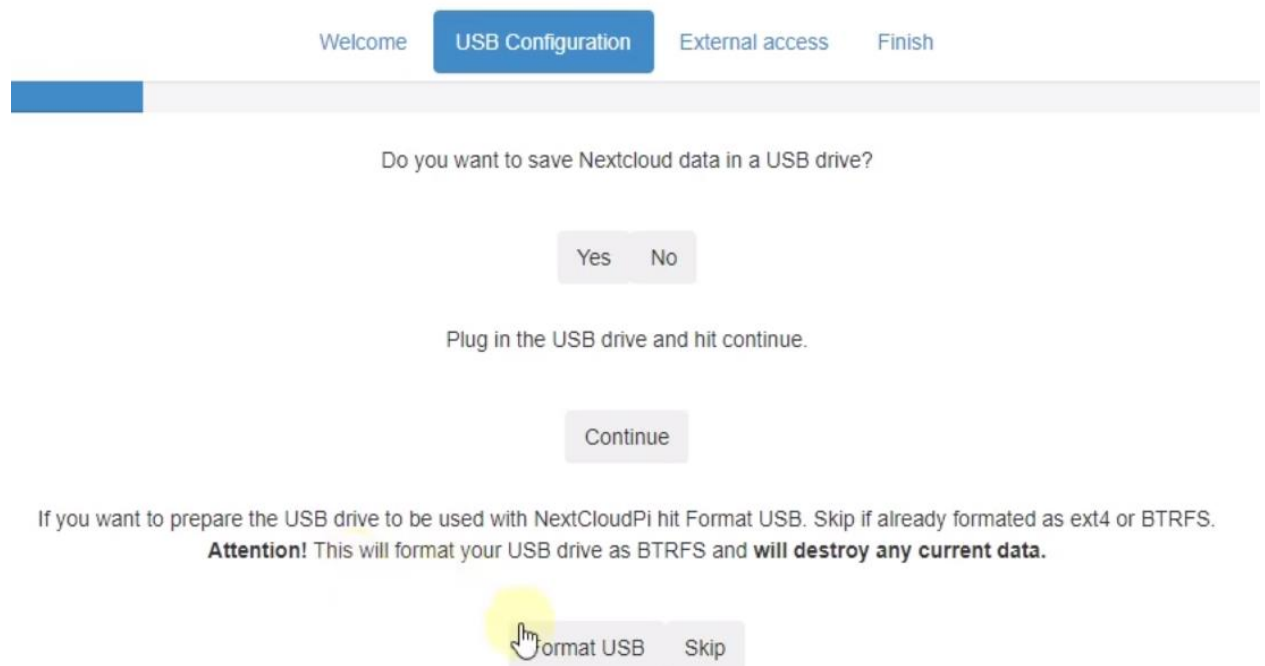 Welcome USB Configuration External access Finish
Do you want to save Nextcloud data in a USB drive?
Yes No
Plug in the USB drive and hit continue.
Continue
If you want to prepare the USB drive to be used with NextCloudPi hit Format USB. Skip if already formated as ext4 or BTRFS.
Attention! This will format your USB drive as BTRFS and will destroy any current data.
Format USB Skip